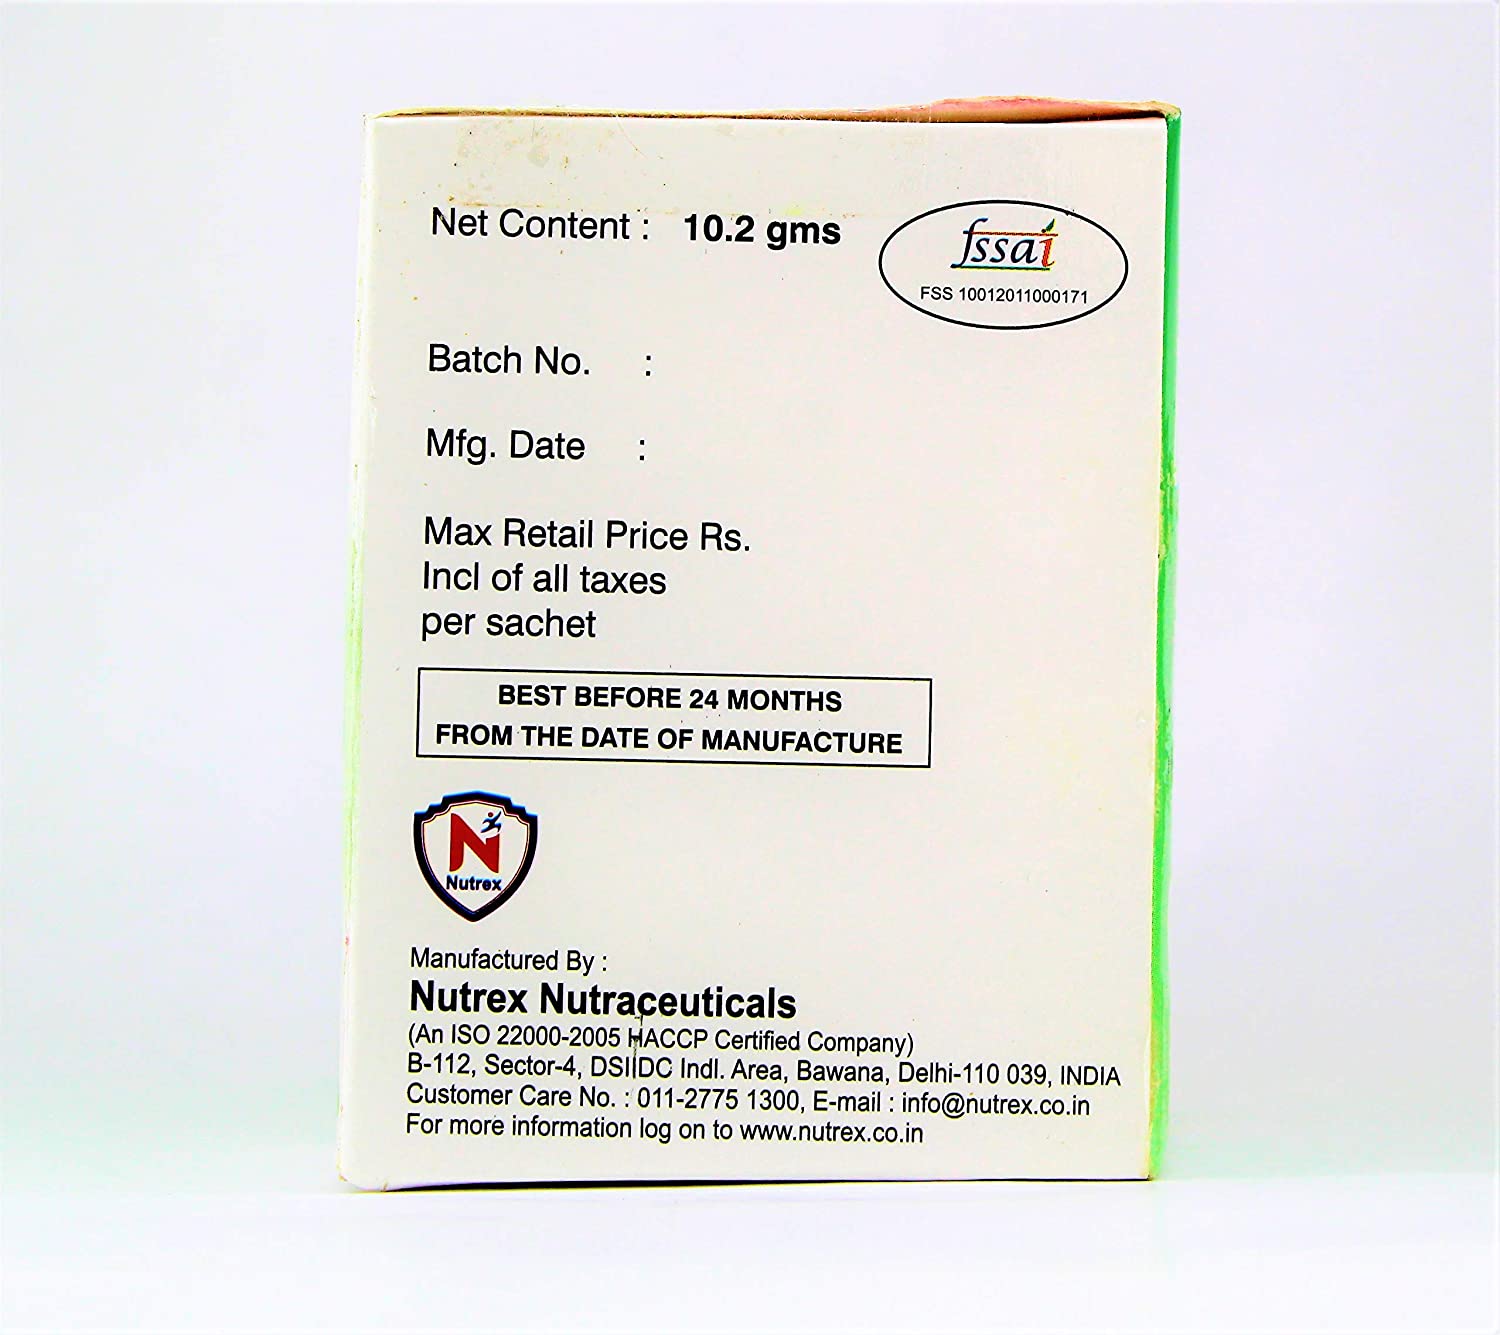 Net Content : 10.2 gms
fssai
FSS 10012011000171
Batch No. :
Mfg. Date :
Max Retail Price Rs.
Incl of all taxes
per sachet
BEST BEFORE 24 MONTHS
FROM THE DATE OF MANUFACTURE
N
Nutrex
Manufactured By :
Nutrex Nutraceuticals
(An ISO 22000-2005 HACCP Certified Company)
B-112, Sector-4, DSIIDC Indl. Area, Bawana, Delhi-110 039, INDIA
Customer Care No. : 011-2775 1300, E-mail : info@nutrex.co.in
For more information log on to www.nutrex.co.in